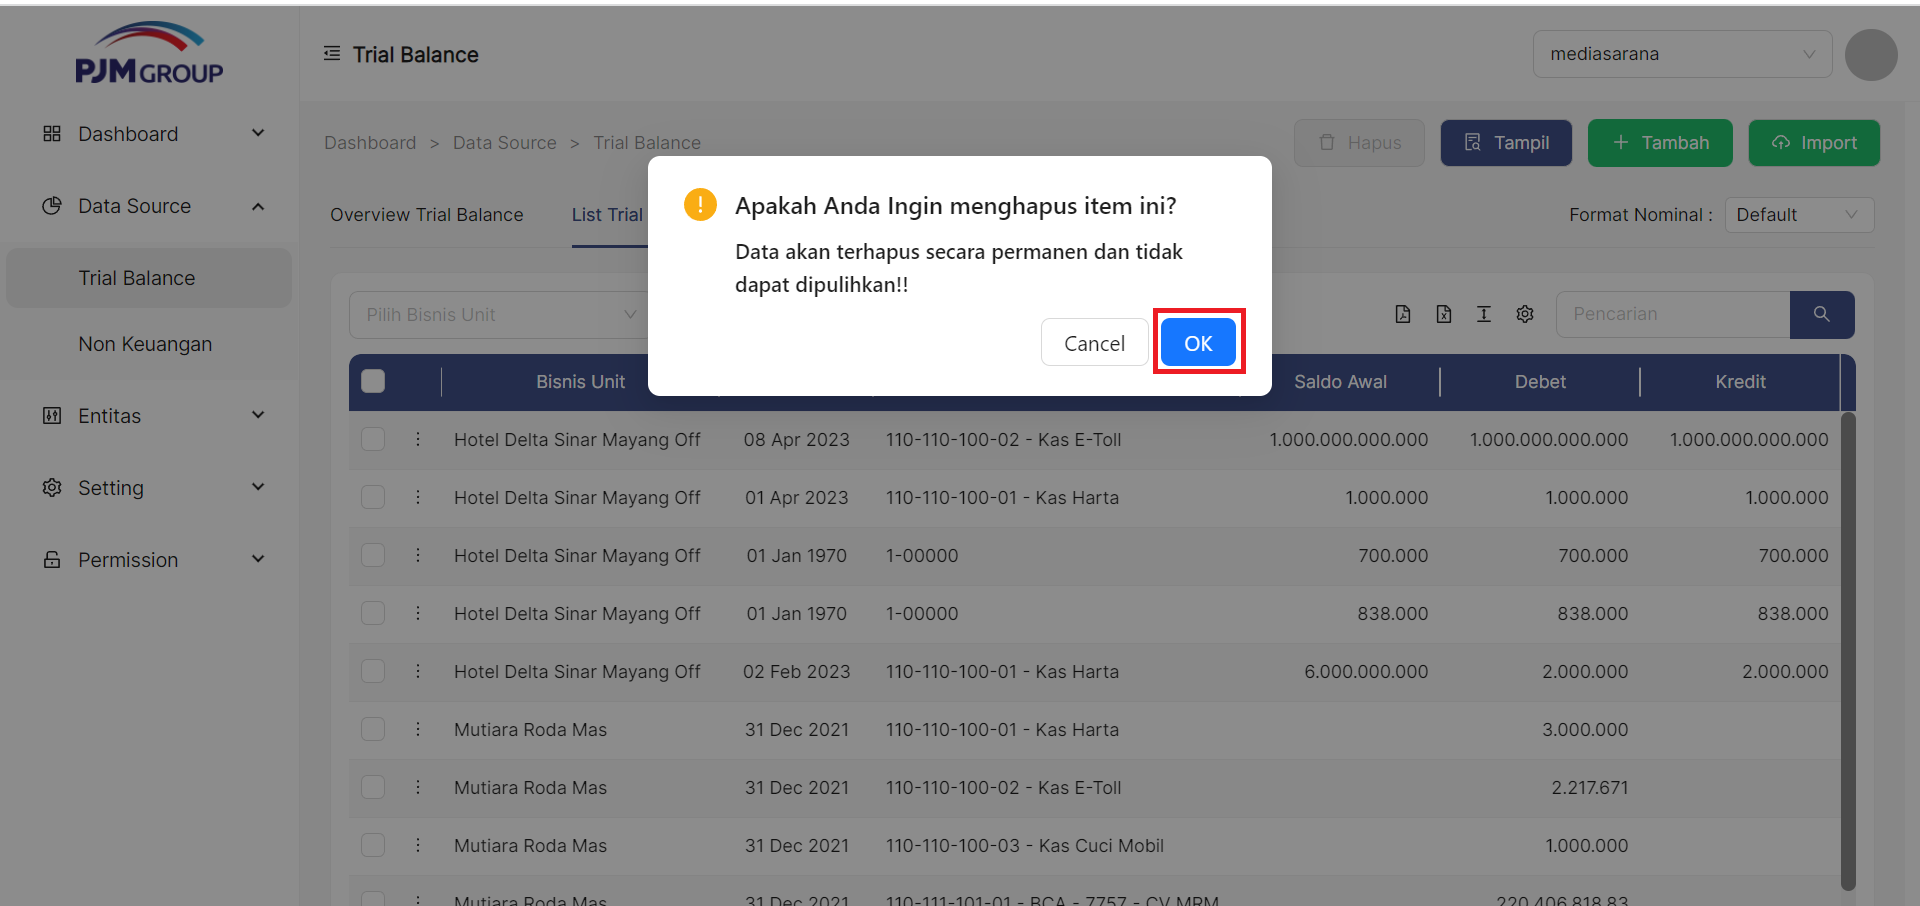 PJM GROUP
Trial Balance
mediasarana
Dashboard
Data Source
Trial Balance
Non Keuangan
Entitas
Setting
Permission
Dashboard > Data Source > Trial Balance
Hapus
Tampil
Tambah
Import
Overview Trial Balance
List Trial
Format Nominal :
Default
Apakah Anda Ingin menghapus item ini?
Data akan terhapus secara permanen dan tidak
dapat dipulihkan!!
Cancel
OK
Pilih Bisnis Unit
Pencarian
Bisnis Unit Saldo Awal Debet Kredit
Hotel Delta Sinar Mayang Off 08 Apr 2023 110-110-100-02 - Kas E-Toll 1.000.000.000.000 1.000.000.000.000 1.000.000.000.000
Hotel Delta Sinar Mayang Off 01 Apr 2023 110-110-100-01 - Kas Harta 1.000.000 1.000.000 1.000.000
Hotel Delta Sinar Mayang Off 01 Jan 1970 1-00000 700.000 700.000 700.000
Hotel Delta Sinar Mayang Off 01 Jan 1970 1-00000 838.000 838.000 838.000
Hotel Delta Sinar Mayang Off 02 Feb 2023 110-110-100-01 - Kas Harta 6.000.000.000 2.000.000 2.000.000
Mutiara Roda Mas 31 Dec 2021 110-110-100-01 - Kas Harta 3.000.000
Mutiara Roda Mas 31 Dec 2021 110-110-100-02 - Kas E-Toll 2.217.671
Mutiara Roda Mas 31 Dec 2021 110-110-100-03 - Kas Cuci Mobil 1.000.000
Mutiara Roda Mas 31 Dec 2021 110-111-101-01 - BCA - 7757 - CV MRM 220.406.818,83